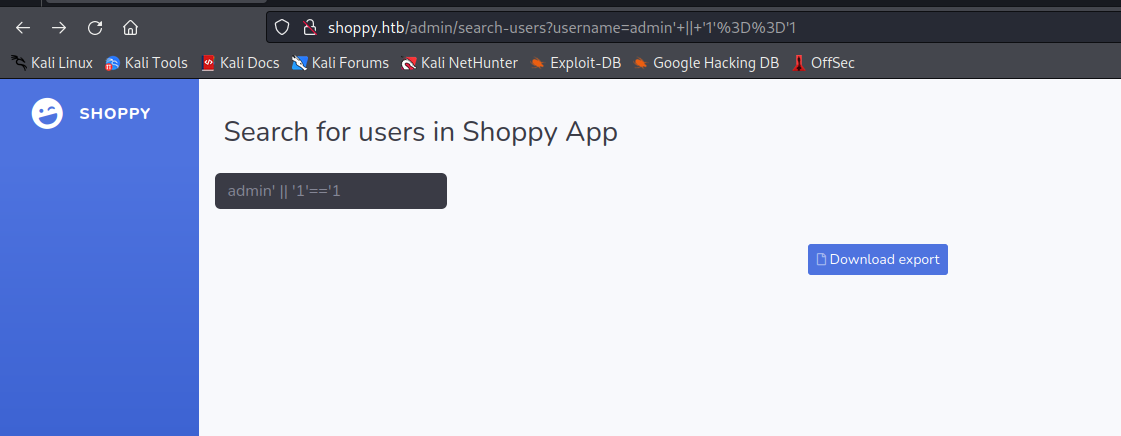 shoppy.htb/admin/search-users?username=admin'+||+'1'%3D%3D'1
Kali Linux Kali Tools Kali Docs Kali Forums Kali NetHunter Exploit-DB Google Hacking DB OffSec
SHOPPY
Search for users in Shoppy App
admin' || '1'=='1
Download export